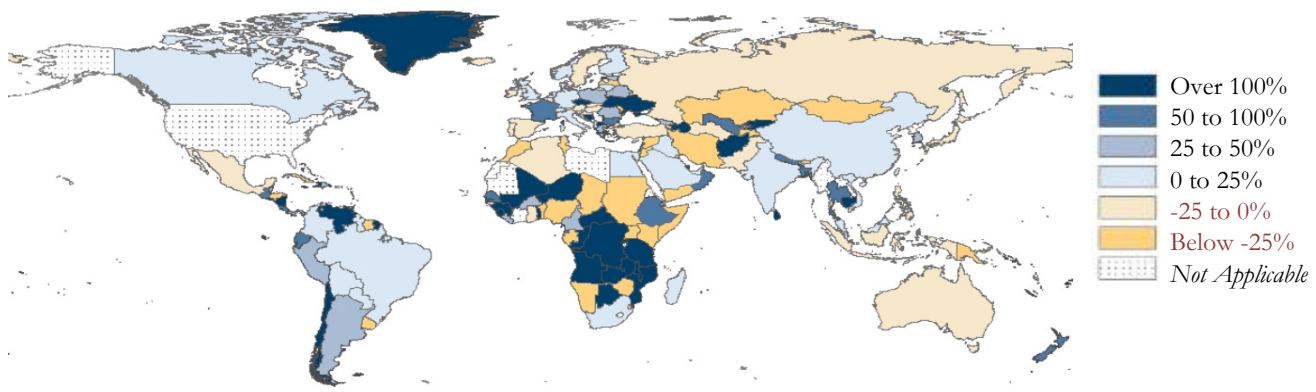 Over 100%
50 to 100%
25 to 50%
0 to 25%
-25 to 0%
Below -25%
Not Applicable